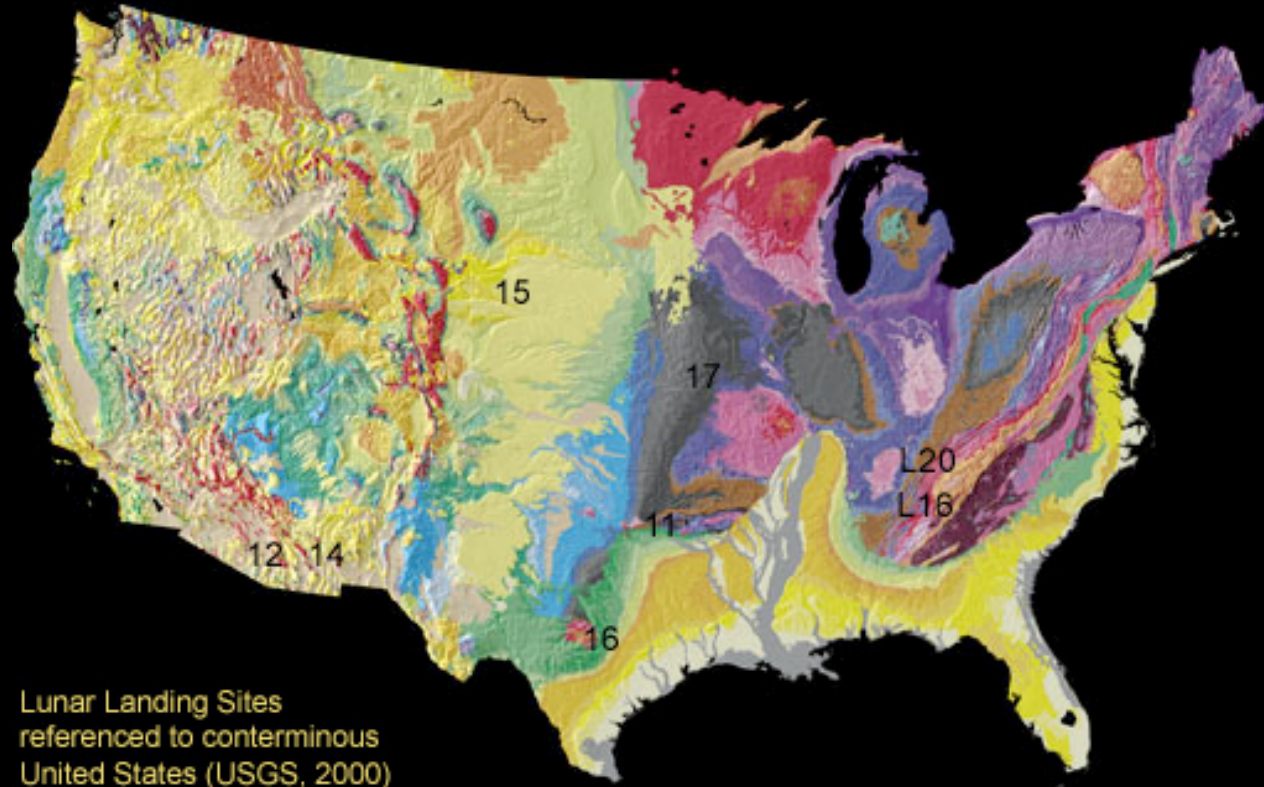 15
17
L20
L16
11
12 14
16
Lunar Landing Sites
referenced to conterminous
United States (USGS, 2000)